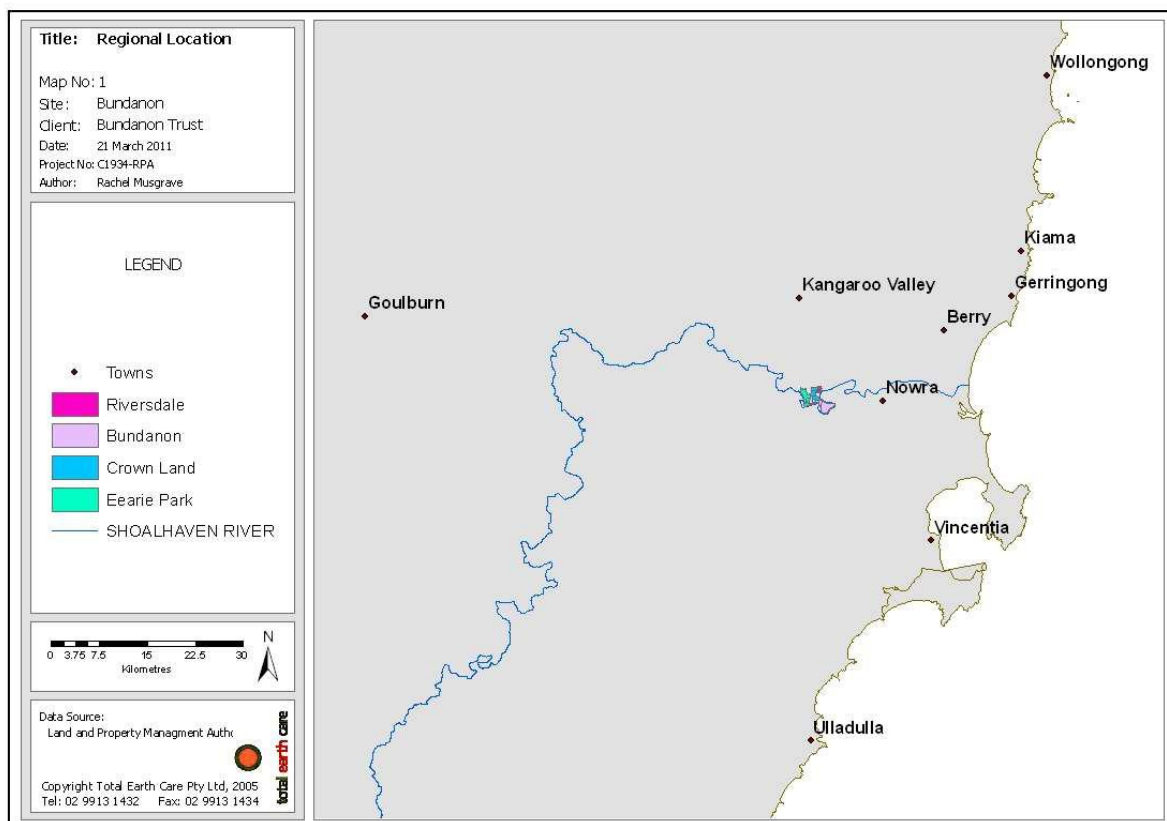 Title: Regional Location
Map No: 1
Site: Bundanon
Client: Bundanon Trust
Date: 21 March 2011
Project No: C1934-RPA
Author: Rachel Musgrave
LEGEND
Towns
Riversdale
Bundanon
Crown Land
Eearie Park
SHOALHAVEN RIVER
0 3.75 7.5 15 22.5 30
Kilometres
N
Data Source:
Land and Property Managment Autho
Copyright Total Earth Care Pty Ltd, 2005
Tel: 02 9913 1432 Fax: 02 9913 1434
total earth care
Wollongong
Kiama
Gerringong
Kangaroo Valley
Goulburn
Berry
Nowra
Vincentia
Ulladulla